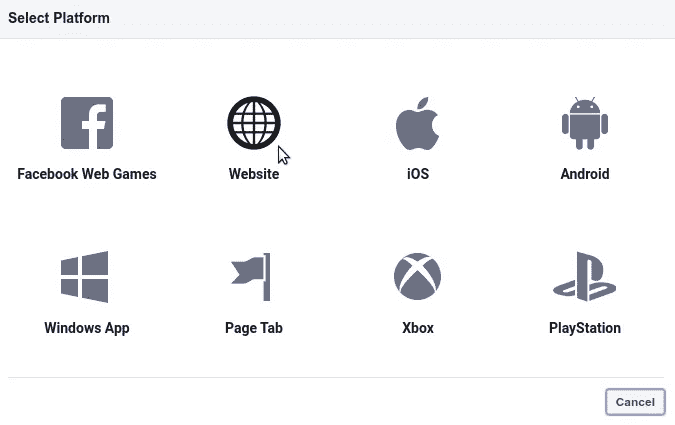 Select Platform
Facebook Web Games
Website
iOS
Android
Windows App
Page Tab
Xbox
PlayStation
Cancel